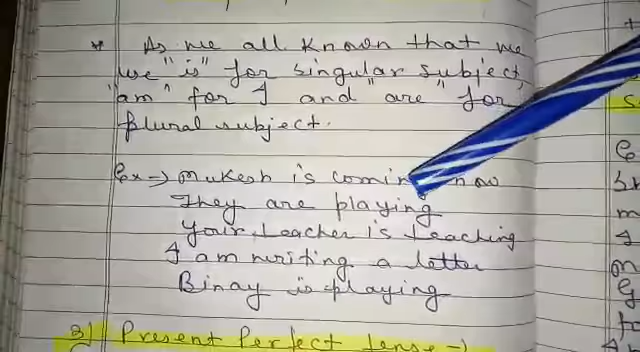 * As we all known that we
use "is" for singular subject,
"am" for I and "are" for
plural subject.
Ex→ Mukesh is coming now
They are playing
your teacher is teaching
I am writing a letter
Binay is playing
3) Present Perfect Tense→